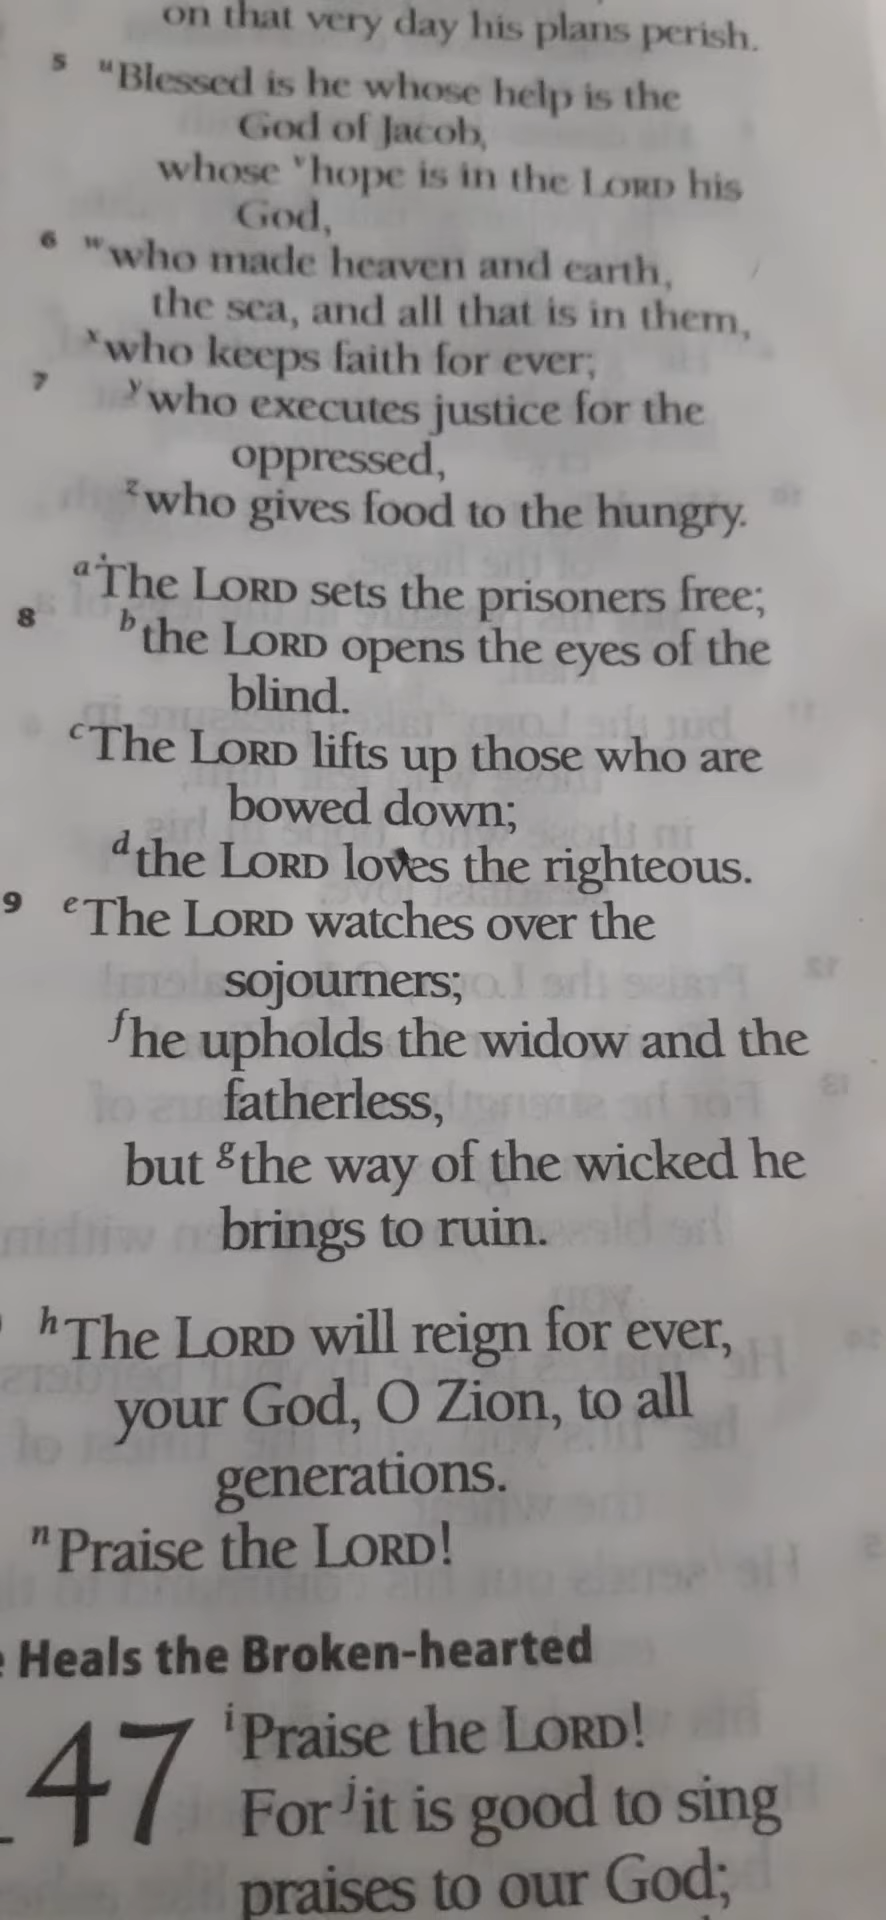 on that very day his plans perish.
5 ᵘBlessed is he whose help is the
God of Jacob,
whose ᵛhope is in the LORD his
God,
6 ʷwho made heaven and earth,
the sea, and all that is in them,
ˣwho keeps faith for ever;
7 ʸwho executes justice for the
oppressed,
ᶻwho gives food to the hungry.
ᵃThe LORD sets the prisoners free;
8 ᵇthe LORD opens the eyes of the
blind.
ᶜThe LORD lifts up those who are
bowed down;
ᵈthe LORD loves the righteous.
9 ᵉThe LORD watches over the
sojourners;
ᶠhe upholds the widow and the
fatherless,
but ᵍthe way of the wicked he
brings to ruin.
ʰThe LORD will reign for ever,
your God, O Zion, to all
generations.
ⁿPraise the LORD!
Heals the Broken-hearted
47 ⁱPraise the LORD!
For ʲit is good to sing
praises to our God;